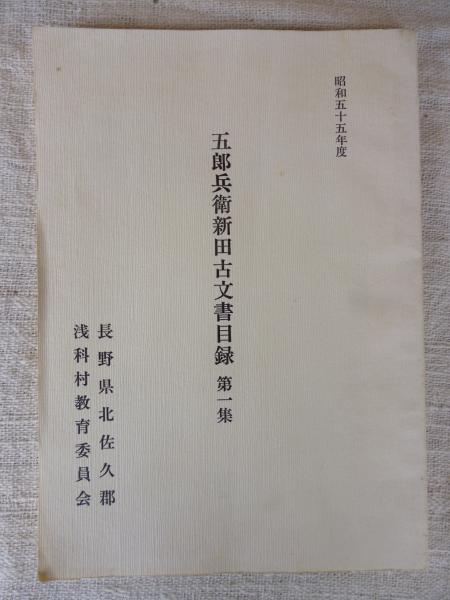 昭和五十五年度
五郎兵衛新田古文書目録 第一集
長野県北佐久郡
浅科村教育委員会